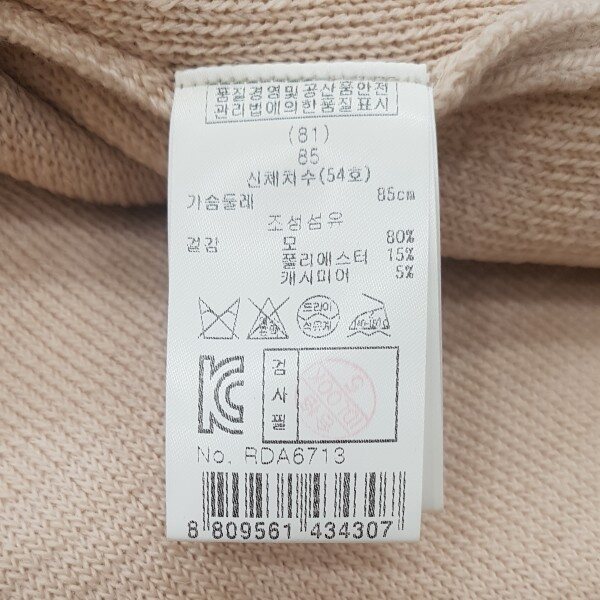 품질경영및공산품안전
관리법에의한품질표시
(81)
85
신체치수(54호)
가슴둘레 85cm
조성섬유
겉감 모 80%
폴리에스터 15%
캐시미어 5%
드라이
석유계
검사필
No. RDA6713
8 809561 434307